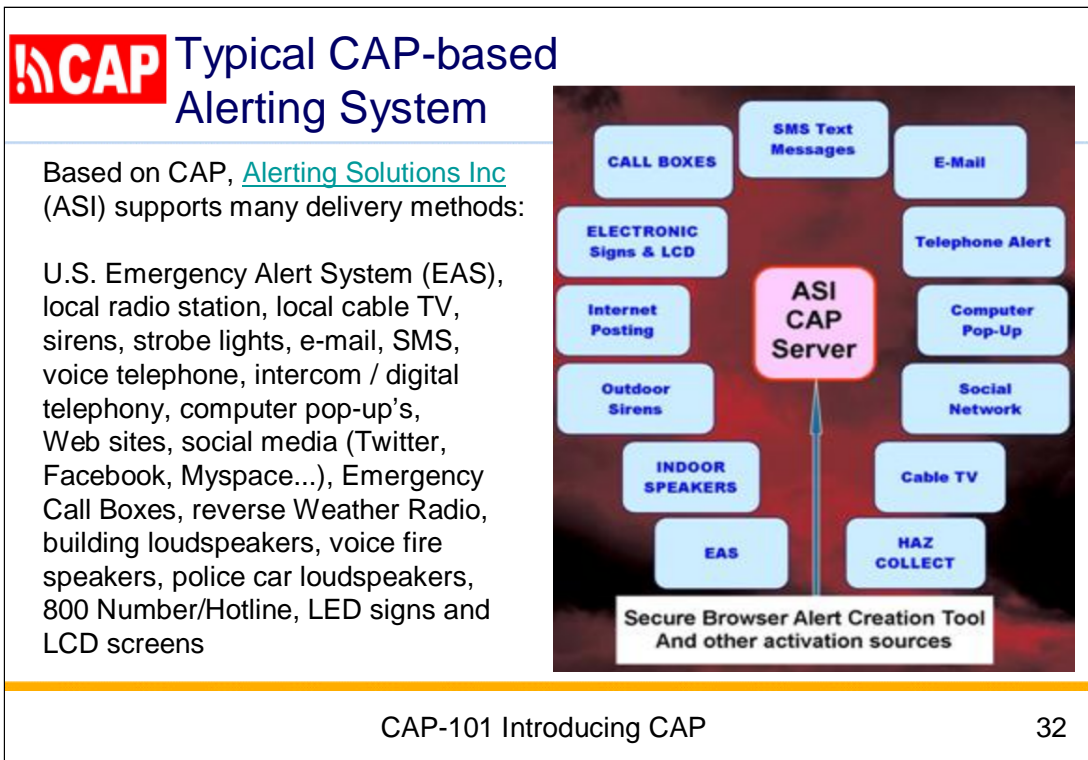 CAP
Typical CAP-based
Alerting System
Based on CAP, Alerting Solutions Inc
(ASI) supports many delivery methods:
U.S. Emergency Alert System (EAS),
local radio station, local cable TV,
sirens, strobe lights, e-mail, SMS,
voice telephone, intercom / digital
telephony, computer pop-up's,
Web sites, social media (Twitter,
Facebook, Myspace...), Emergency
Call Boxes, reverse Weather Radio,
building loudspeakers, voice fire
speakers, police car loudspeakers,
800 Number/Hotline, LED signs and
LCD screens
SMS Text
Messages
CALL BOXES
E-Mail
ELECTRONIC
Signs & LCD
Telephone Alert
ASI
CAP
Server
Internet
Posting
Computer
Pop-Up
Outdoor
Sirens
Social
Network
INDOOR
SPEAKERS
Cable TV
EAS
HAZ
COLLECT
Secure Browser Alert Creation Tool
And other activation sources
CAP-101 Introducing CAP
32